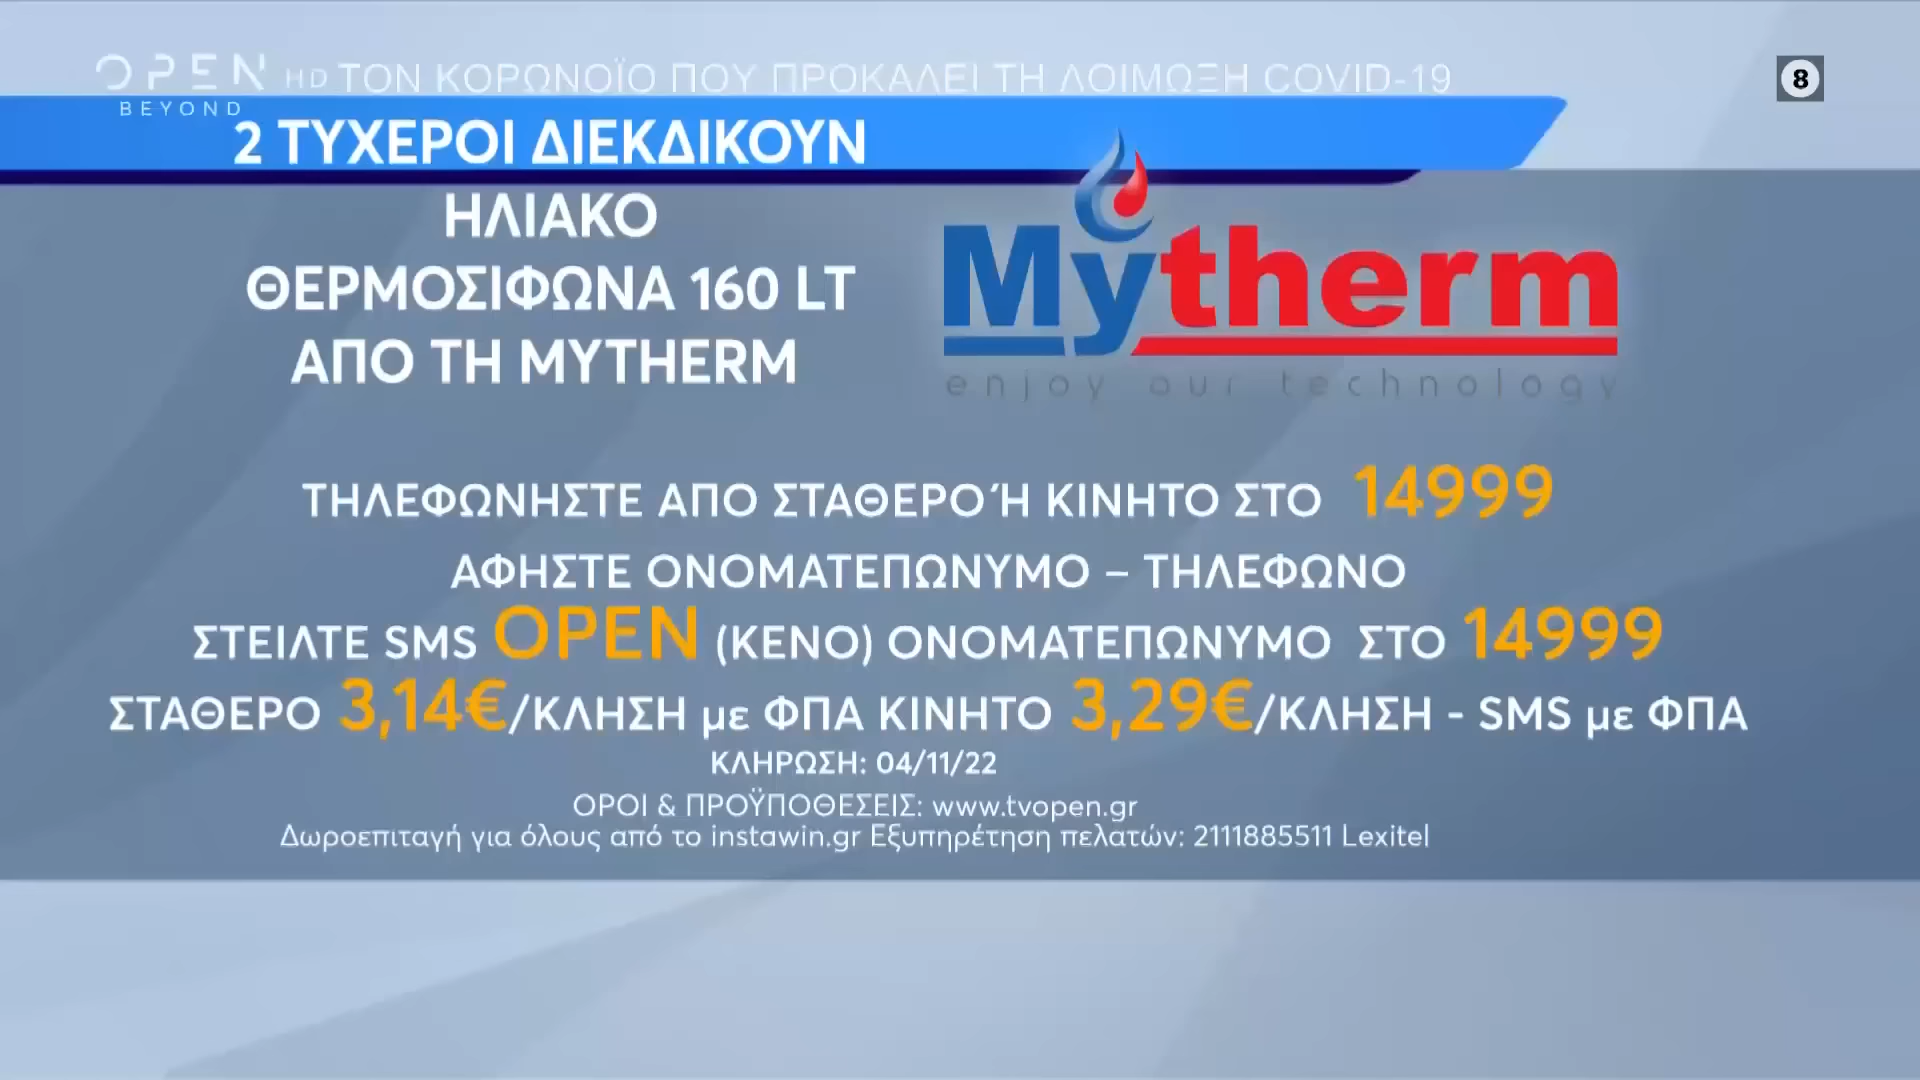 OPEN HD ΤΟΝ ΚΟΡΩΝΟΪΟ ΠΟΥ ΠΡΟΚΑΛΕΙ ΤΗ ΛΟΙΜΩΞΗ COVID-19
8
BEYOND
2 ΤΥΧΕΡΟΙ ΔΙΕΚΔΙΚΟΥΝ
ΗΛΙΑΚΟ
ΘΕΡΜΟΣΙΦΩΝΑ 160 LT
ΑΠΟ ΤΗ MYTHERM
Mytherm
enjoy our technology
ΤΗΛΕΦΩΝΗΣΤΕ ΑΠΟ ΣΤΑΘΕΡΟ Ή ΚΙΝΗΤΟ ΣΤΟ 14999
ΑΦΗΣΤΕ ΟΝΟΜΑΤΕΠΩΝΥΜΟ – ΤΗΛΕΦΩΝΟ
ΣΤΕΙΛΤΕ SMS OPEN (ΚΕΝΟ) ΟΝΟΜΑΤΕΠΩΝΥΜΟ ΣΤΟ 14999
ΣΤΑΘΕΡΟ 3,14€/ΚΛΗΣΗ με ΦΠΑ ΚΙΝΗΤΟ 3,29€/ΚΛΗΣΗ - SMS με ΦΠΑ
ΚΛΗΡΩΣΗ: 04/11/22
ΟΡΟΙ & ΠΡΟΫΠΟΘΕΣΕΙΣ: www.tvopen.gr
Δωροεπιταγή για όλους από το instawin.gr Εξυπηρέτηση πελατών: 2111885511 Lexitel